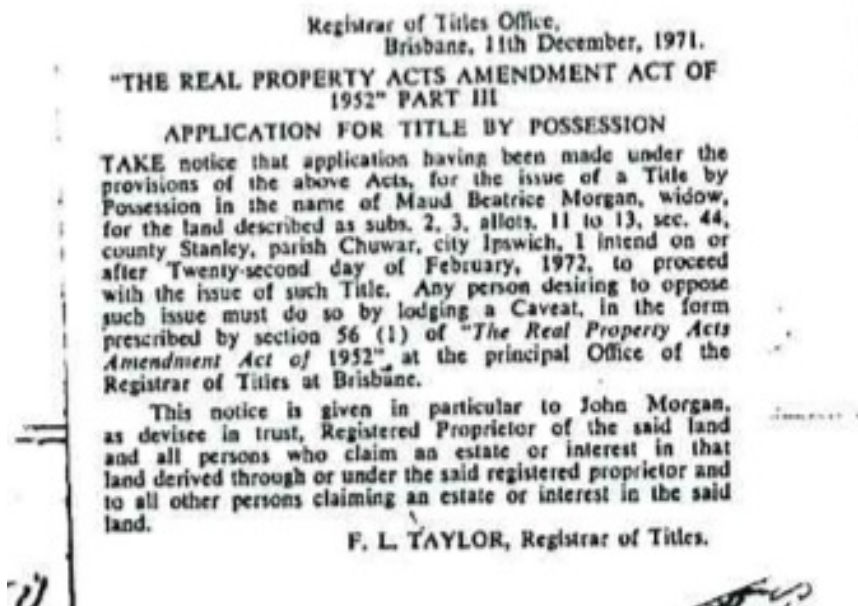 Registrar of Titles Office,
Brisbane, 11th December, 1971.
"THE REAL PROPERTY ACTS AMENDMENT ACT OF
1952" PART III
APPLICATION FOR TITLE BY POSSESSION
TAKE notice that application having been made under the
provisions of the above Acts, for the issue of a Title by
Possession in the name of Maud Beatrice Morgan, widow,
for the land described as subs. 2, 3, allots. 11 to 13, sec. 44,
county Stanley, parish Chuwar, city Ipswich, I intend on or
after Twenty-second day of February, 1972, to proceed
with the issue of such Title. Any person desiring to oppose
such issue must do so by lodging a Caveat, in the form
prescribed by section 56 (1) of "The Real Property Acts
Amendment Act of 1952", at the principal Office of the
Registrar of Titles at Brisbane.
This notice is given in particular to John Morgan,
as devisee in trust, Registered Proprietor of the said land
and all persons who claim an estate or interest in that
land derived through or under the said registered proprietor and
to all other persons claiming an estate or interest in the said
land.
F. L. TAYLOR, Registrar of Titles.